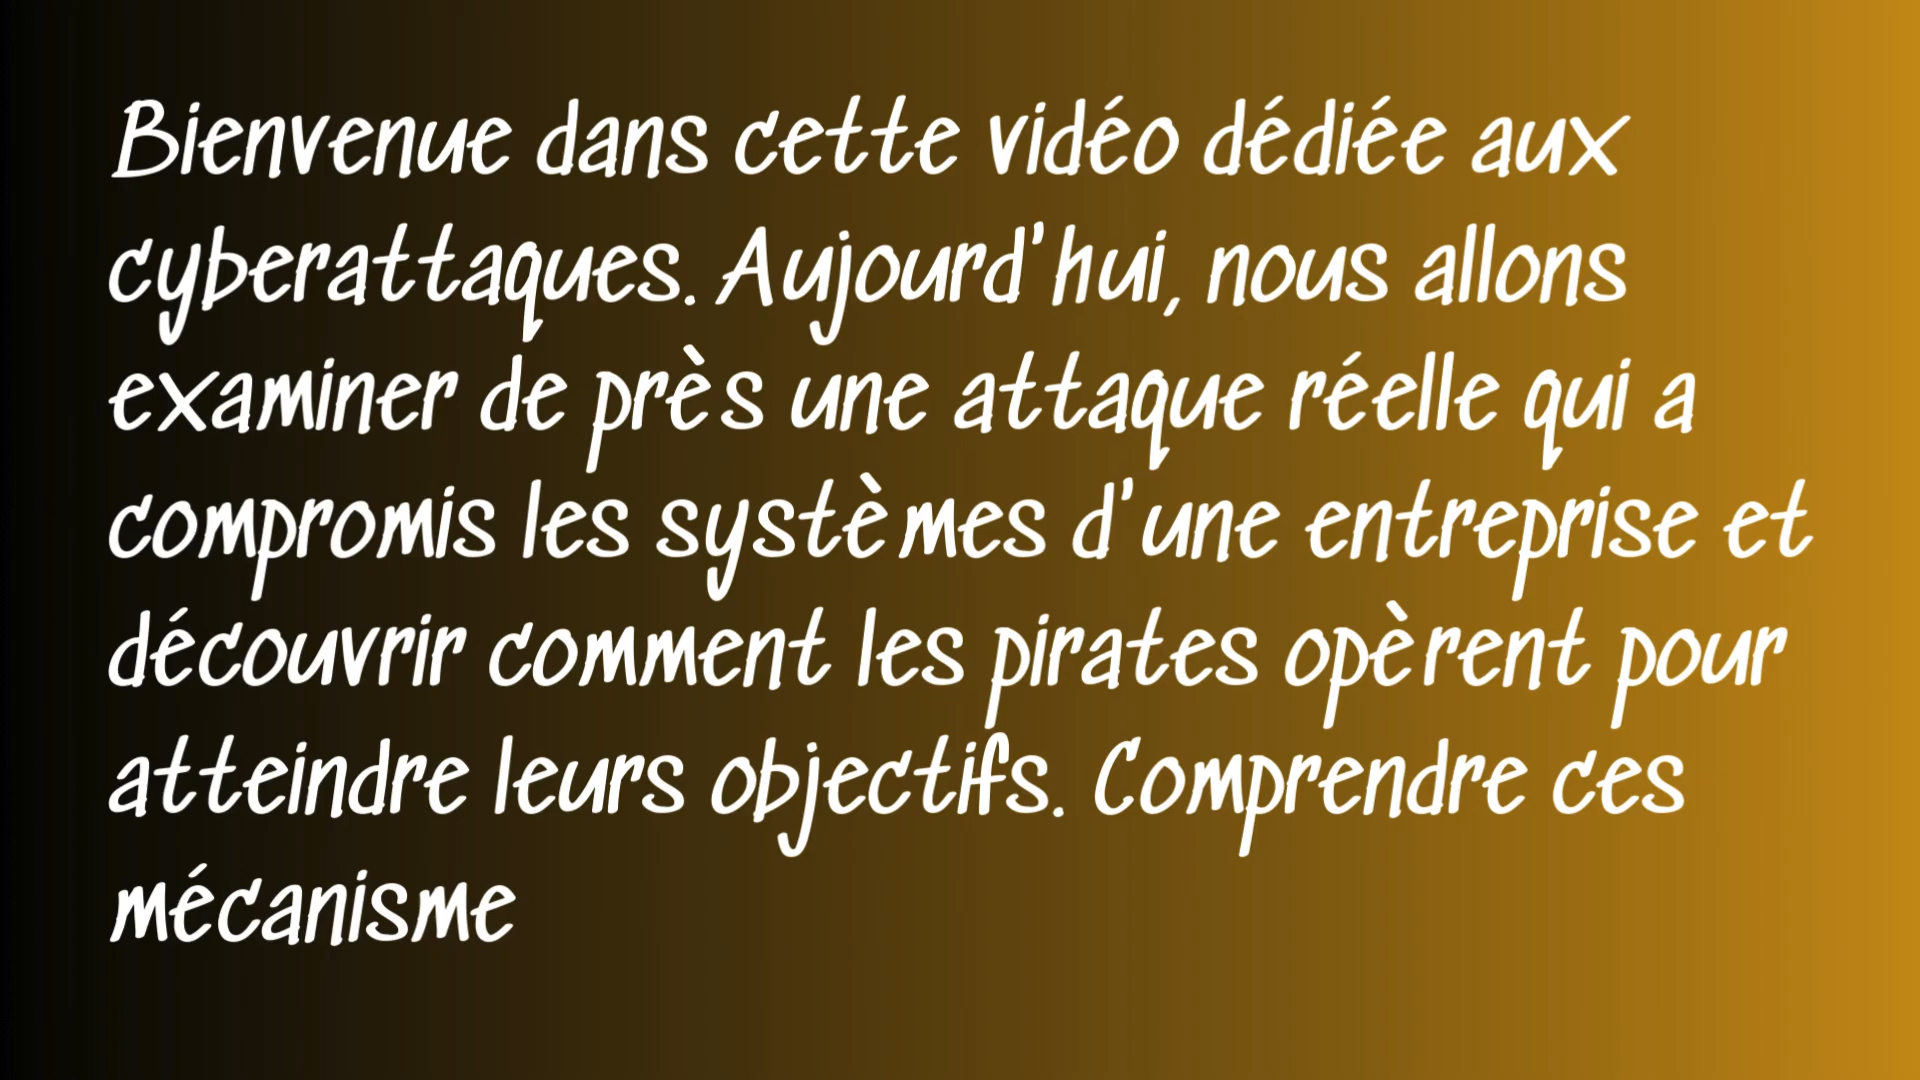 Bienvenue dans cette vidéo dédiée aux
cyberattaques. Aujourd'hui, nous allons
examiner de près une attaque réelle qui a
compromis les systèmes d'une entreprise et
découvrir comment les pirates opèrent pour
atteindre leurs objectifs. Comprendre ces
mécanisme